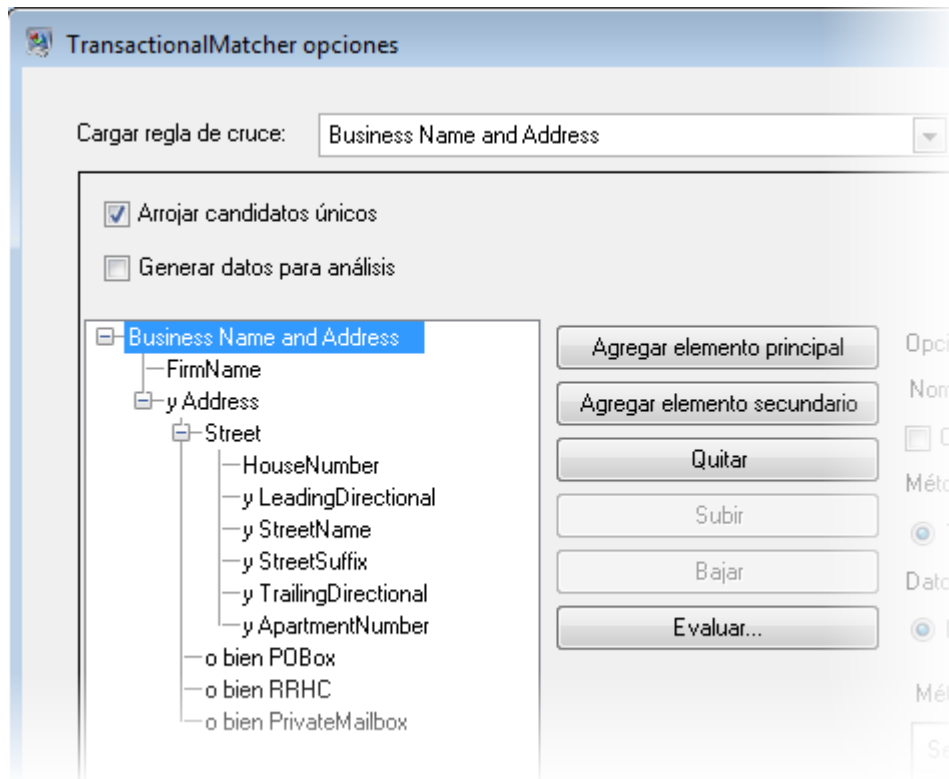 TransactionalMatcher opciones
Cargar regla de cruce: Business Name and Address
Arrojar candidatos únicos
Generar datos para análisis
Business Name and Address
FirmName
y Address
Street
HouseNumber
y LeadingDirectional
y StreetName
y StreetSuffix
y TrailingDirectional
y ApartmentNumber
o bien POBox
o bien RRHC
o bien PrivateMailbox
Agregar elemento principal
Agregar elemento secundario
Quitar
Subir
Bajar
Evaluar...